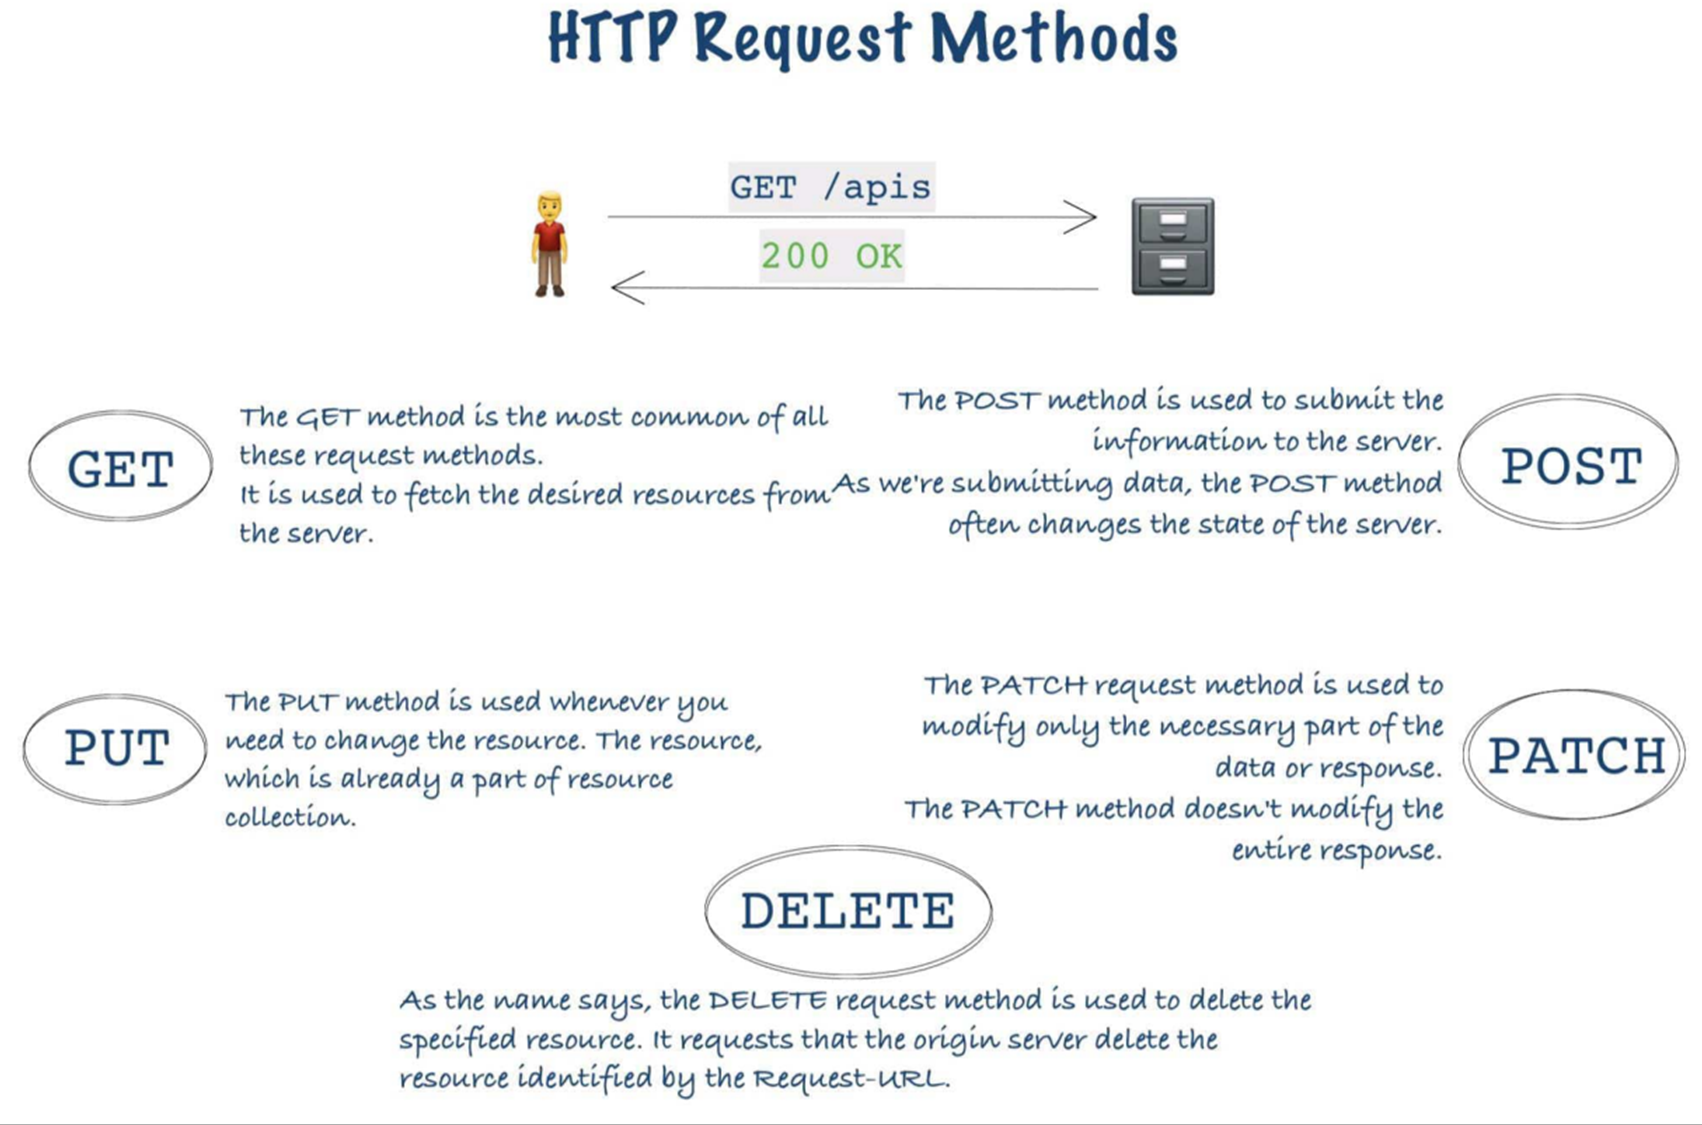 HTTP Request Methods
GET /apis
200 OK
GET
The GET method is the most common of all
these request methods.
It is used to fetch the desired resources from
the server.
The POST method is used to submit the
information to the server.
As we're submitting data, the POST method
often changes the state of the server.
POST
PUT
The PUT method is used whenever you
need to change the resource. The resource,
which is already a part of resource
collection.
The PATCH request method is used to
modify only the necessary part of the
data or response.
The PATCH method doesn't modify the
entire response.
PATCH
DELETE
As the name says, the DELETE request method is used to delete the
specified resource. It requests that the origin server delete the
resource identified by the Request-URL.